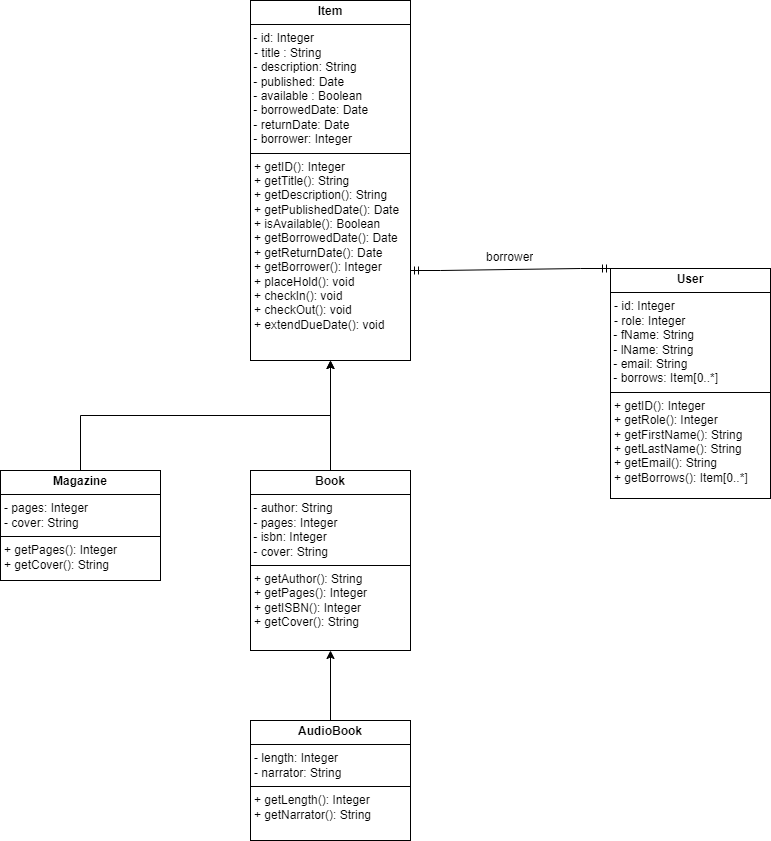 Item
- id: Integer
- title : String
- description: String
- published: Date
- available : Boolean
- borrowedDate: Date
- returnDate: Date
- borrower: Integer
+ getID(): Integer
+ getTitle(): String
+ getDescription(): String
+ getPublishedDate(): Date
+ isAvailable(): Boolean
+ getBorrowedDate(): Date
+ getReturnDate(): Date
+ getBorrower(): Integer
+ placeHold(): void
+ checkIn(): void
+ checkOut(): void
+ extendDueDate(): void
borrower
User
- id: Integer
- role: Integer
- fName: String
- lName: String
- email: String
- borrows: Item[0..*]
+ getID(): Integer
+ getRole(): Integer
+ getFirstName(): String
+ getLastName(): String
+ getEmail(): String
+ getBorrows(): Item[0..*]
Magazine
- pages: Integer
- cover: String
+ getPages(): Integer
+ getCover(): String
Book
- author: String
- pages: Integer
- isbn: Integer
- cover: String
+ getAuthor(): String
+ getPages(): Integer
+ getISBN(): Integer
+ getCover(): String
AudioBook
- length: Integer
- narrator: String
+ getLength(): Integer
+ getNarrator(): String